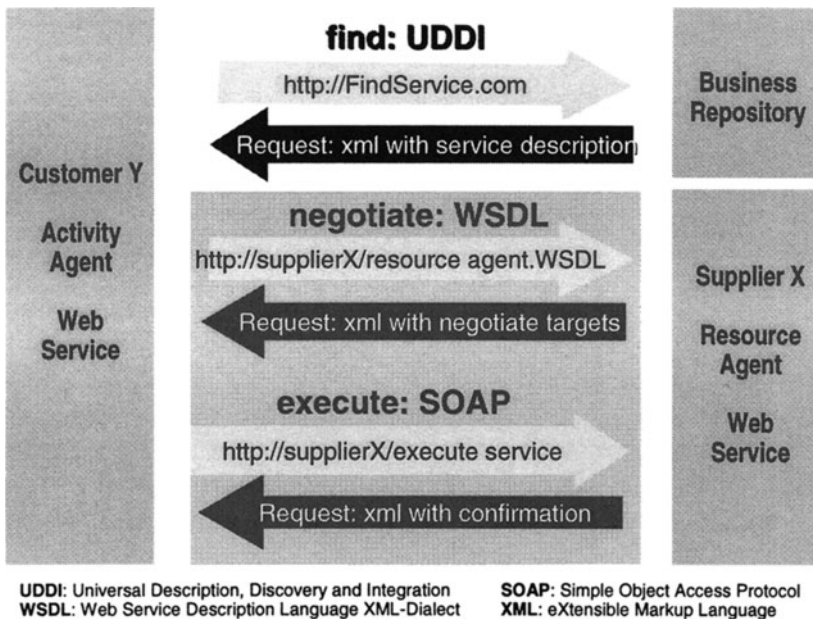 Customer Y
Activity
Agent
Web
Service
find: UDDI
http://FindService.com
Request: xml with service description
negotiate: WSDL
http://supplierX/resource agent.WSDL
Request: xml with negotiate targets
execute: SOAP
http://supplierX/execute service
Request: xml with confirmation
Business
Repository
Supplier X
Resource
Agent
Web
Service
UDDI: Universal Description, Discovery and Integration
WSDL: Web Service Description Language XML-Dialect
SOAP: Simple Object Access Protocol
XML: eXtensible Markup Language